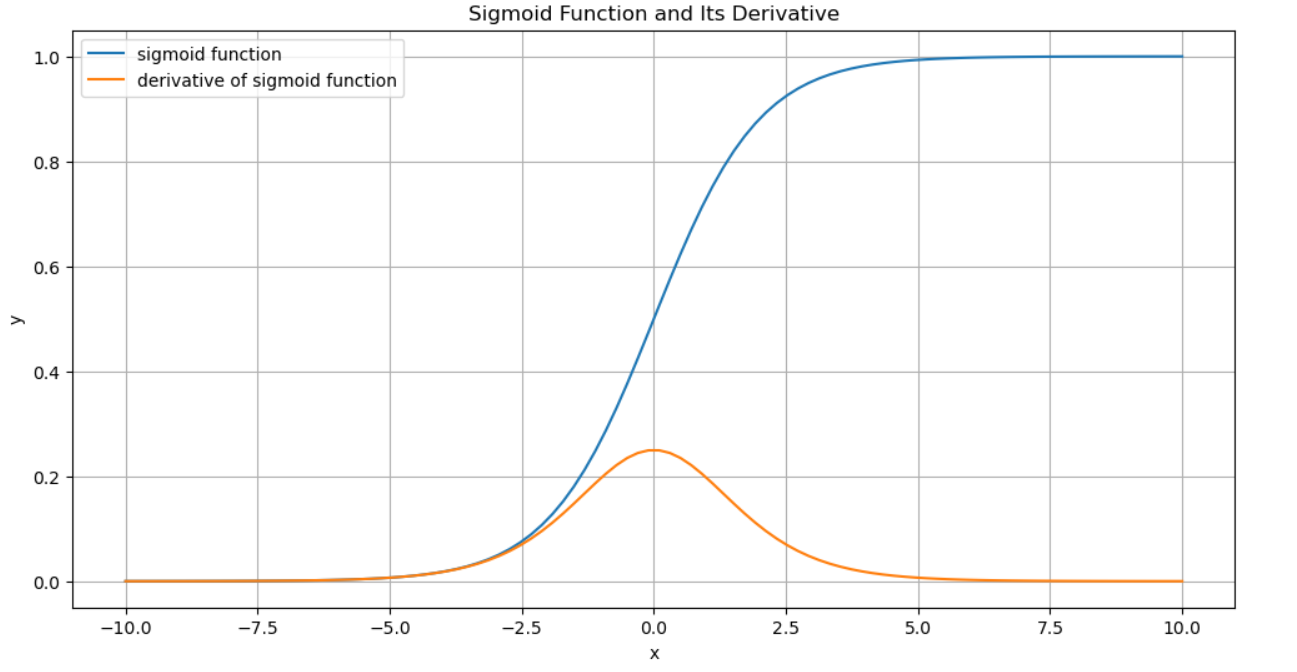 Sigmoid Function and Its Derivative
sigmoid function
derivative of sigmoid function
1.0
0.8
0.6
0.4
0.2
0.0
y
−10.0 −7.5 −5.0 −2.5 0.0 2.5 5.0 7.5 10.0
x